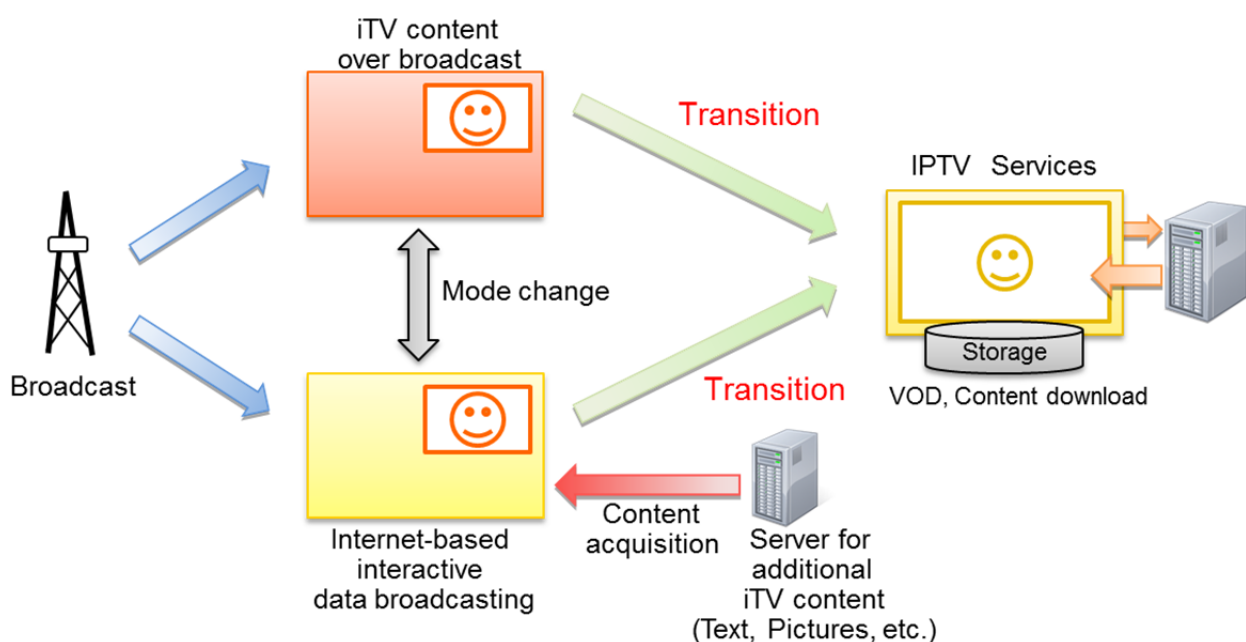 iTV content
over broadcast
Transition
IPTV Services
Mode change
Storage
Broadcast
Transition
VOD, Content download
Content
acquisition
Internet-based
interactive
data broadcasting
Server for
additional
iTV content
(Text, Pictures, etc.)